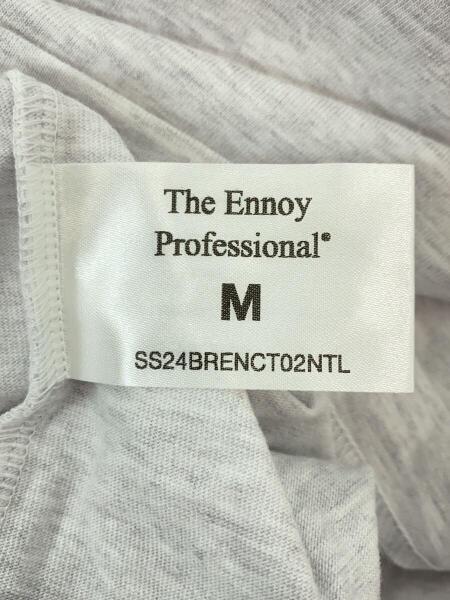 The Ennoy
Professional®
M
SS24BRENCT02NTL